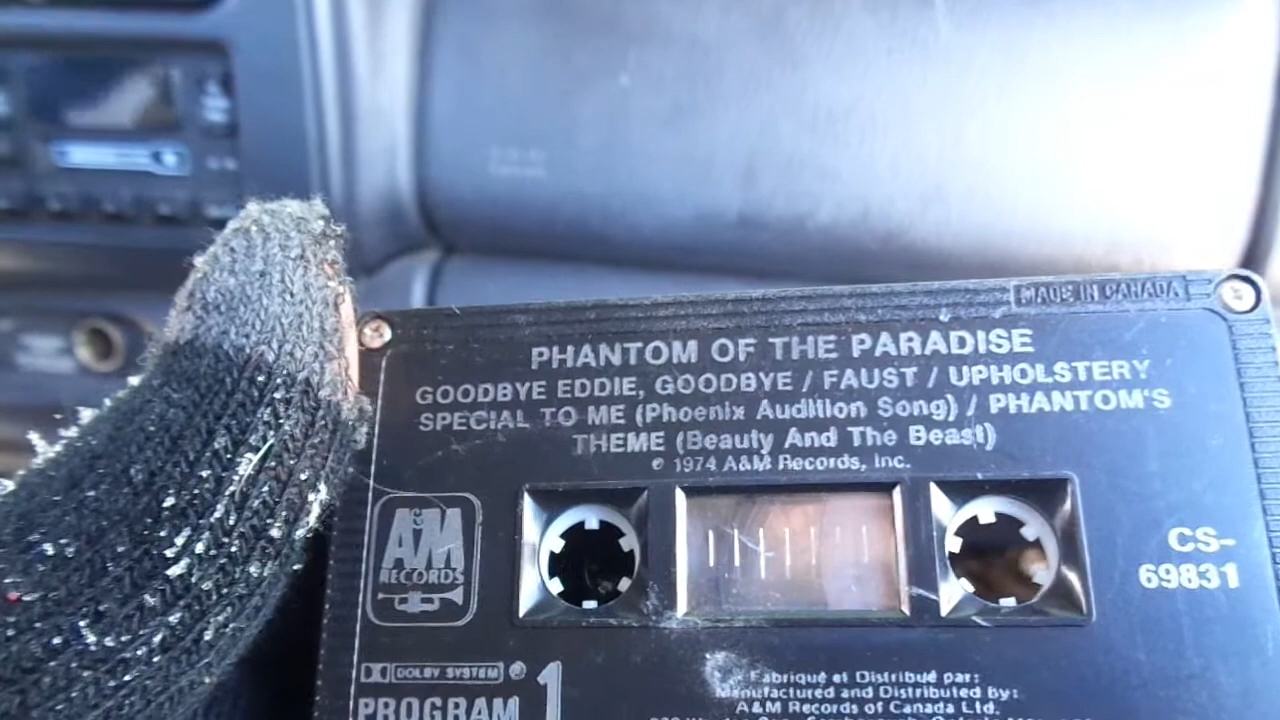 MADE IN CANADA
PHANTOM OF THE PARADISE
GOODBYE EDDIE, GOODBYE / FAUST / UPHOLSTERY
SPECIAL TO ME (Phoenix Audition Song) / PHANTOM'S
THEME (Beauty And The Beast)
℗ 1974 A&M Records, Inc.
A&M
RECORDS
CS-
69831
DOLBY SYSTEM
PROGRAM 1
Fabriqué et Distribué par:
Manufactured and Distributed By:
A&M Records of Canada Ltd.